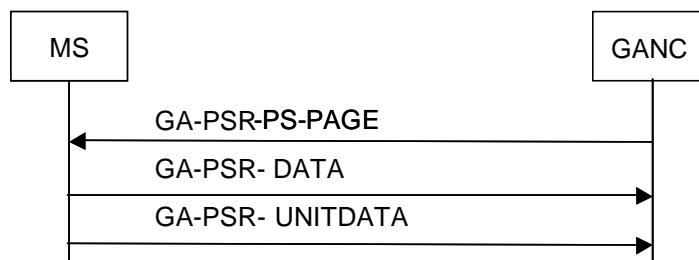 MS
GANC
GA-PSR-PS-PAGE
GA-PSR- DATA
GA-PSR- UNITDATA